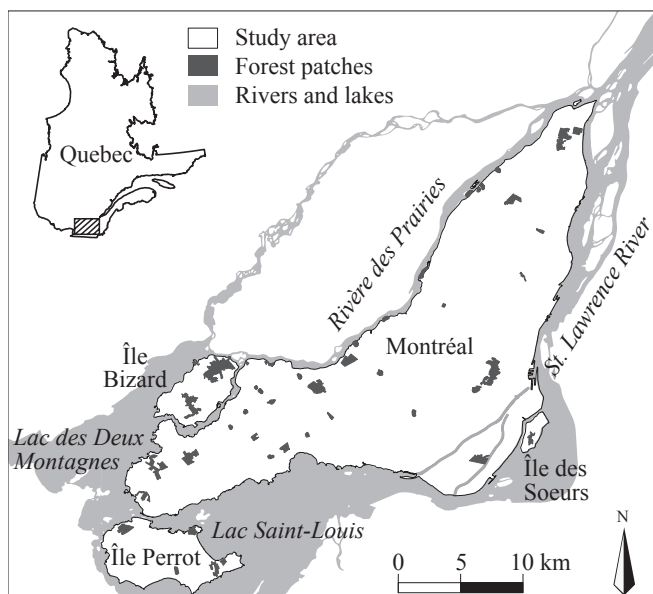 Study area
Forest patches
Rivers and lakes
Quebec
Rivère des Prairies
St. Lawrence River
Montréal
Île
Bizard
Lac des Deux
Montagnes
Île des
Soeurs
Lac Saint-Louis
Île Perrot
N
0 5 10 km